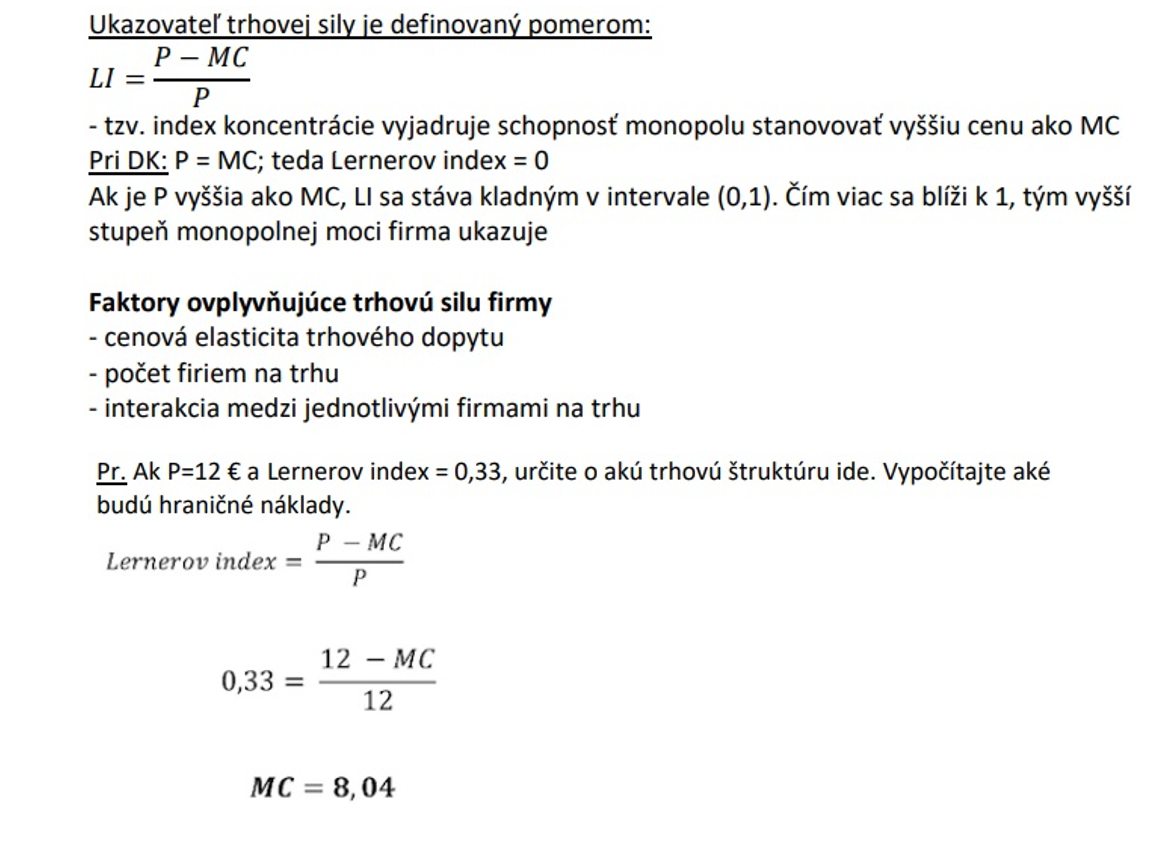 Ukazovateľ trhovej sily je definovaný pomerom:
LI = \frac{P - MC}{P}
- tzv. index koncentrácie vyjadruje schopnosť monopolu stanovovať vyššiu cenu ako MC
Pri DK: P = MC; teda Lernerov index = 0
Ak je P vyššia ako MC, LI sa stáva kladným v intervale (0,1). Čím viac sa blíži k 1, tým vyšší
stupeň monopolnej moci firma ukazuje
Faktory ovplyvňujúce trhovú silu firmy
- cenová elasticita trhového dopytu
- počet firiem na trhu
- interakcia medzi jednotlivými firmami na trhu
Pr. Ak P=12 € a Lernerov index = 0,33, určite o akú trhovú štruktúru ide. Vypočítajte aké
budú hraničné náklady.
Lernerov index = \frac{P - MC}{P}
0,33 = \frac{12 - MC}{12}
MC = 8,04